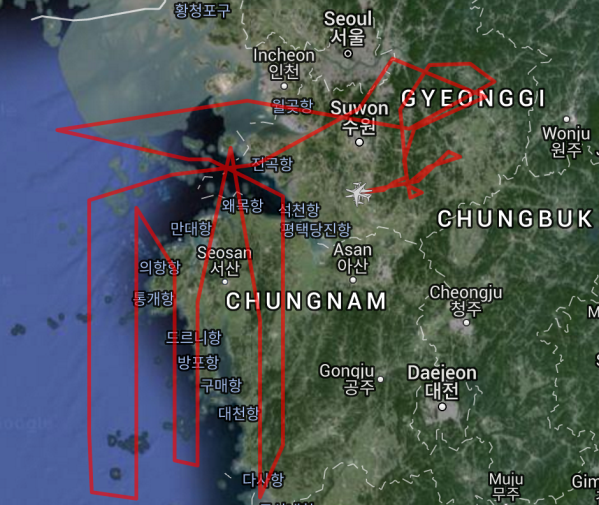 황청포구
Seoul
서울
Incheon
인천
월곶항
Suwon
수원
GYEONGGI
Wonju
원주
전곡항
왜목항
석천항
평택당진항
만대항
CHUNGBUK
Seosan
서산
Asan
아산
의항항
통개항
CHUNGNAM
Cheongju
청주
도르니항
방포항
구매항
대천항
Gongju
공주
Daejeon
대전
다사항
Muju
무주